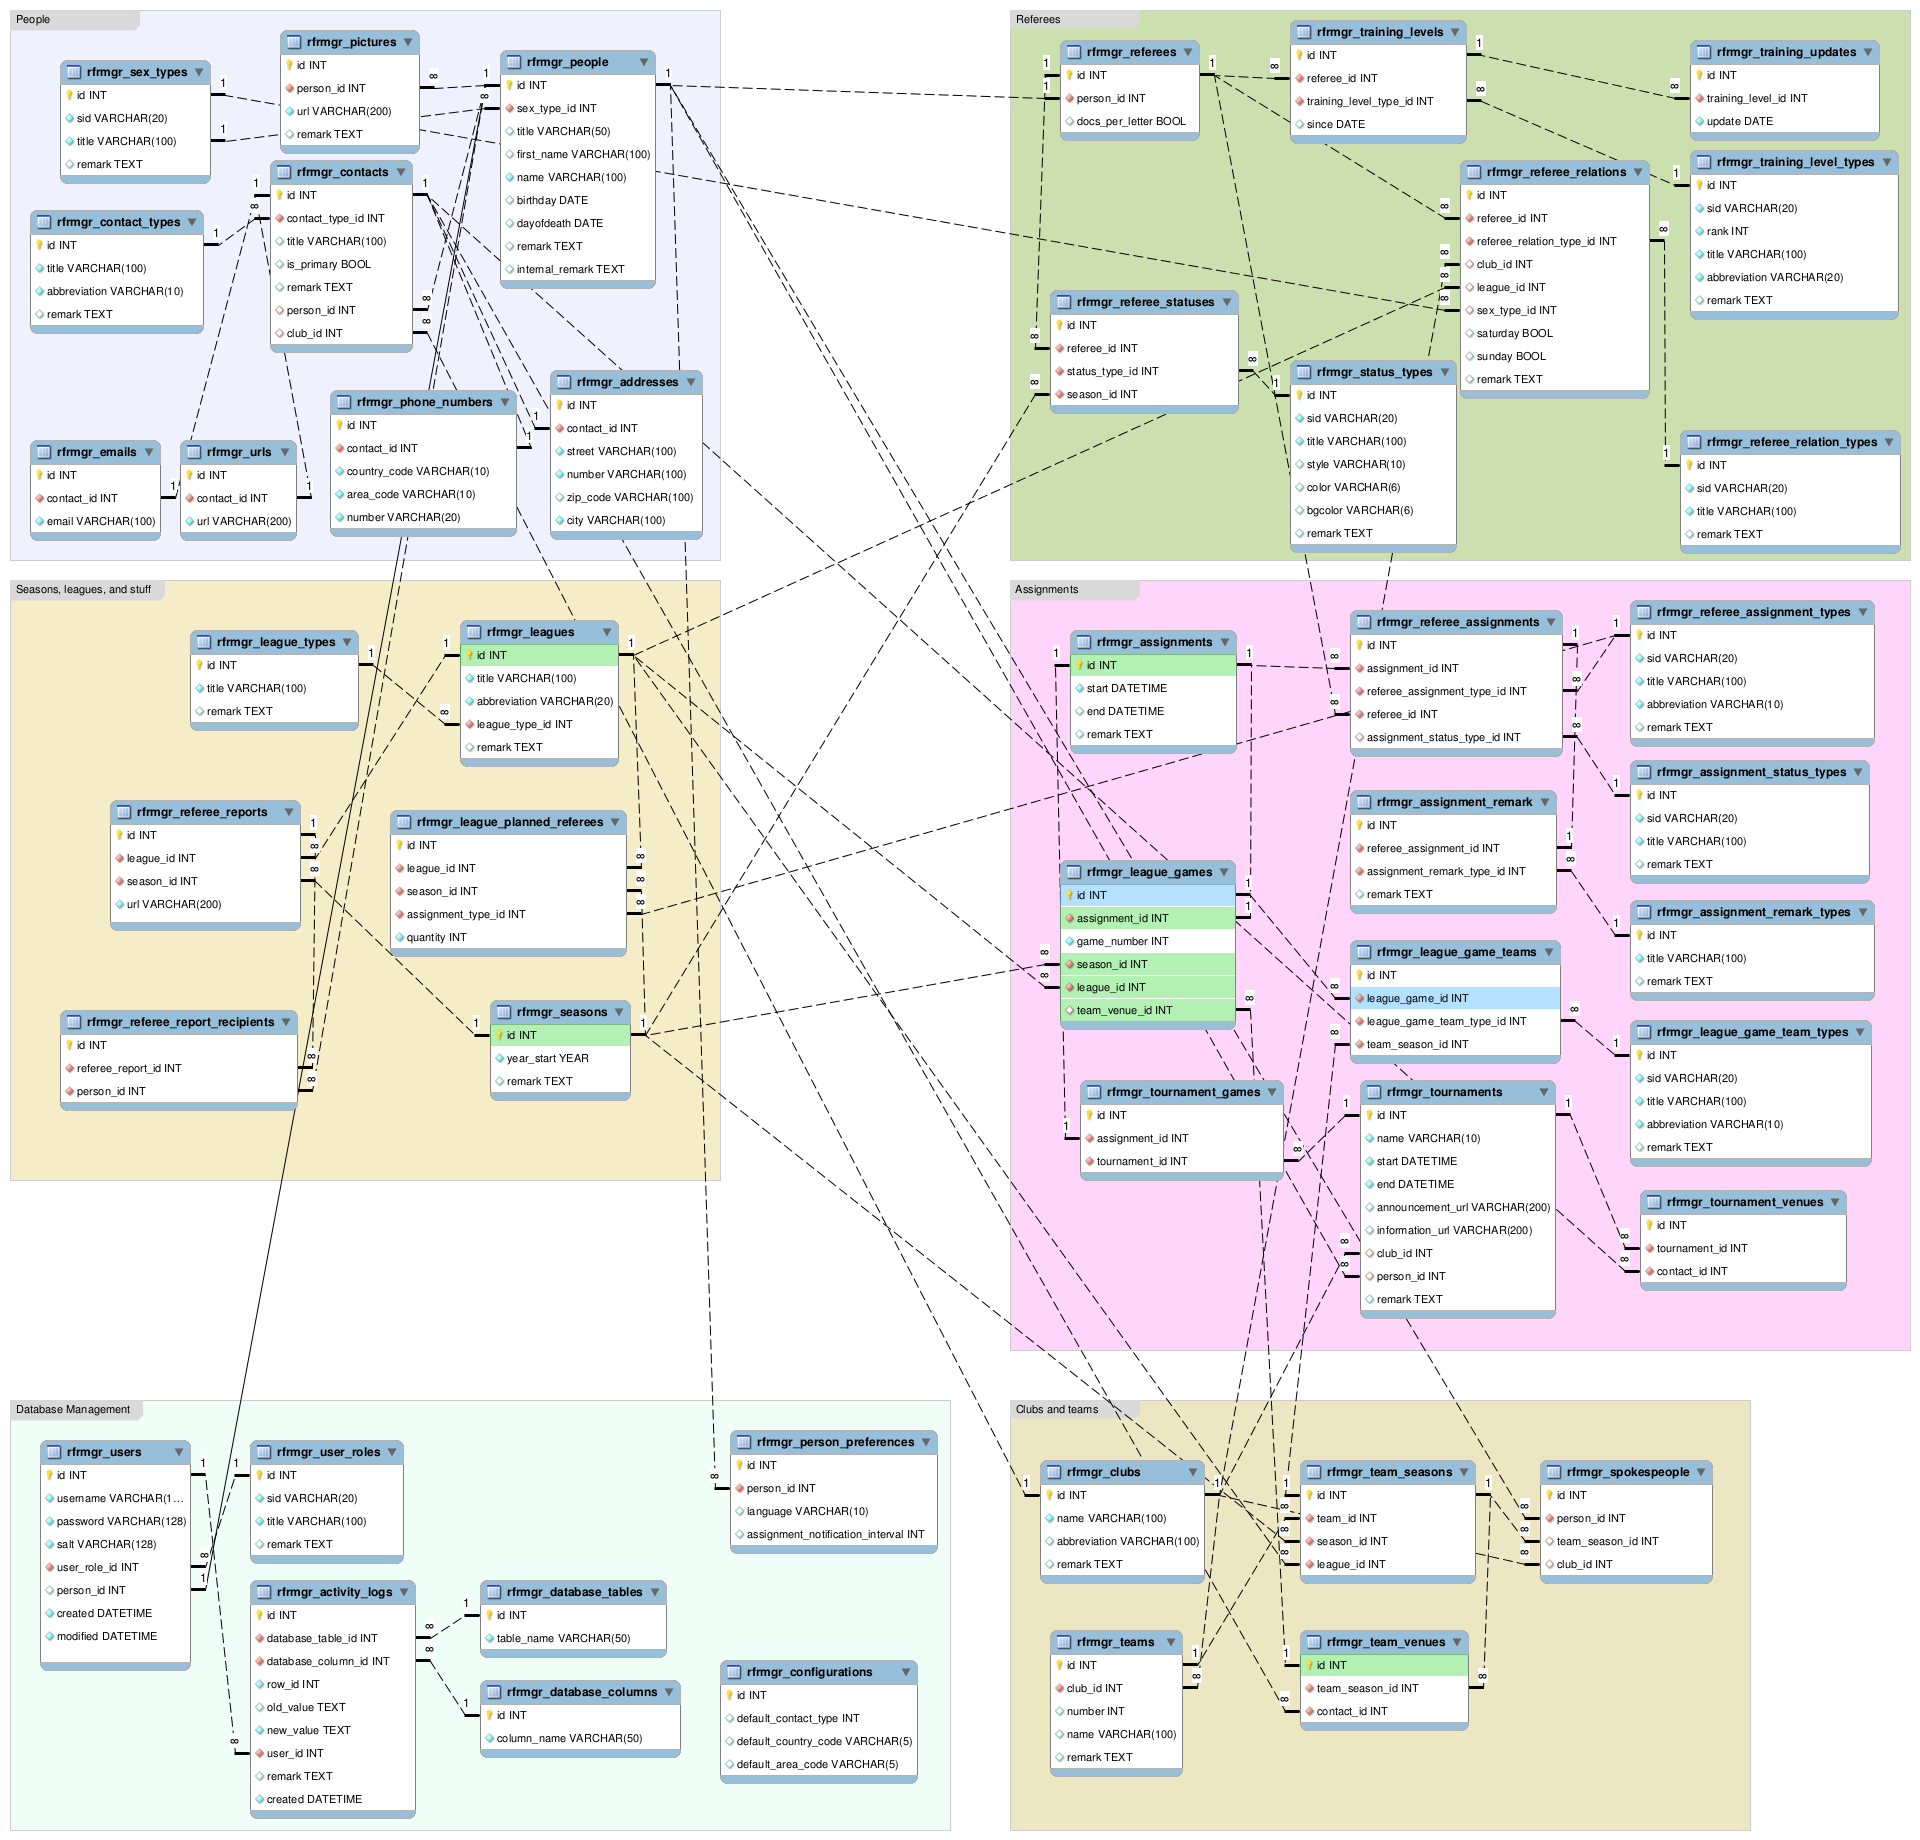 People
rfrmgr_sex_types
id INT
sid VARCHAR(20)
title VARCHAR(100)
remark TEXT
rfrmgr_pictures
id INT
person_id INT
url VARCHAR(200)
remark TEXT
rfrmgr_people
id INT
sex_type_id INT
title VARCHAR(50)
first_name VARCHAR(100)
name VARCHAR(100)
birthday DATE
dayofdeath DATE
remark TEXT
internal_remark TEXT
rfrmgr_contact_types
id INT
title VARCHAR(100)
abbreviation VARCHAR(10)
remark TEXT
rfrmgr_contacts
id INT
contact_type_id INT
title VARCHAR(100)
is_primary BOOL
remark TEXT
person_id INT
club_id INT
rfrmgr_emails
id INT
contact_id INT
email VARCHAR(100)
rfrmgr_urls
id INT
contact_id INT
url VARCHAR(200)
rfrmgr_phone_numbers
id INT
contact_id INT
country_code VARCHAR(10)
area_code VARCHAR(10)
number VARCHAR(20)
rfrmgr_addresses
id INT
contact_id INT
street VARCHAR(100)
number VARCHAR(100)
zip_code VARCHAR(100)
city VARCHAR(100)
Referees
rfrmgr_referees
id INT
person_id INT
docs_per_letter BOOL
rfrmgr_training_levels
id INT
referee_id INT
training_level_type_id INT
since DATE
rfrmgr_training_updates
id INT
training_level_id INT
update DATE
rfrmgr_training_level_types
id INT
sid VARCHAR(20)
rank INT
title VARCHAR(100)
abbreviation VARCHAR(20)
remark TEXT
rfrmgr_referee_relations
id INT
referee_id INT
referee_relation_type_id INT
club_id INT
league_id INT
sex_type_id INT
saturday BOOL
sunday BOOL
remark TEXT
rfrmgr_referee_statuses
id INT
referee_id INT
status_type_id INT
season_id INT
rfrmgr_status_types
id INT
sid VARCHAR(20)
title VARCHAR(100)
style VARCHAR(10)
color VARCHAR(6)
bgcolor VARCHAR(6)
remark TEXT
rfrmgr_referee_relation_types
id INT
sid VARCHAR(20)
title VARCHAR(100)
remark TEXT
Seasons, leagues, and stuff
rfrmgr_league_types
id INT
title VARCHAR(100)
remark TEXT
rfrmgr_leagues
id INT
title VARCHAR(100)
abbreviation VARCHAR(20)
league_type_id INT
remark TEXT
rfrmgr_referee_reports
id INT
league_id INT
season_id INT
url VARCHAR(200)
rfrmgr_league_planned_referees
id INT
league_id INT
season_id INT
assignment_type_id INT
quantity INT
rfrmgr_referee_report_recipients
id INT
referee_report_id INT
person_id INT
rfrmgr_seasons
id INT
year_start YEAR
remark TEXT
Assignments
rfrmgr_assignments
id INT
start DATETIME
end DATETIME
remark TEXT
rfrmgr_referee_assignments
id INT
assignment_id INT
referee_assignment_type_id INT
referee_id INT
assignment_status_type_id INT
rfrmgr_referee_assignment_types
id INT
sid VARCHAR(20)
title VARCHAR(100)
abbreviation VARCHAR(10)
remark TEXT
rfrmgr_assignment_status_types
id INT
sid VARCHAR(20)
title VARCHAR(100)
remark TEXT
rfrmgr_assignment_remark
id INT
referee_assignment_id INT
assignment_remark_type_id INT
remark TEXT
rfrmgr_assignment_remark_types
id INT
title VARCHAR(100)
remark TEXT
rfrmgr_league_games
id INT
assignment_id INT
game_number INT
season_id INT
league_id INT
team_venue_id INT
rfrmgr_league_game_teams
id INT
league_game_id INT
league_game_team_type_id INT
team_season_id INT
rfrmgr_league_game_team_types
id INT
sid VARCHAR(20)
title VARCHAR(100)
abbreviation VARCHAR(10)
remark TEXT
rfrmgr_tournament_games
id INT
assignment_id INT
tournament_id INT
rfrmgr_tournaments
id INT
name VARCHAR(10)
start DATETIME
end DATETIME
announcement_url VARCHAR(200)
information_url VARCHAR(200)
club_id INT
person_id INT
remark TEXT
rfrmgr_tournament_venues
id INT
tournament_id INT
contact_id INT
Database Management
rfrmgr_users
id INT
username VARCHAR(1...
password VARCHAR(128)
salt VARCHAR(128)
user_role_id INT
person_id INT
created DATETIME
modified DATETIME
rfrmgr_user_roles
id INT
sid VARCHAR(20)
title VARCHAR(100)
remark TEXT
rfrmgr_activity_logs
id INT
database_table_id INT
database_column_id INT
row_id INT
old_value TEXT
new_value TEXT
user_id INT
remark TEXT
created DATETIME
rfrmgr_database_tables
id INT
table_name VARCHAR(50)
rfrmgr_database_columns
id INT
column_name VARCHAR(50)
rfrmgr_person_preferences
id INT
person_id INT
language VARCHAR(10)
assignment_notification_interval INT
rfrmgr_configurations
id INT
default_contact_type INT
default_country_code VARCHAR(5)
default_area_code VARCHAR(5)
Clubs and teams
rfrmgr_clubs
id INT
name VARCHAR(100)
abbreviation VARCHAR(100)
remark TEXT
rfrmgr_team_seasons
id INT
team_id INT
season_id INT
league_id INT
rfrmgr_spokespeople
id INT
person_id INT
team_season_id INT
club_id INT
rfrmgr_teams
id INT
club_id INT
number INT
name VARCHAR(100)
remark TEXT
rfrmgr_team_venues
id INT
team_season_id INT
contact_id INT